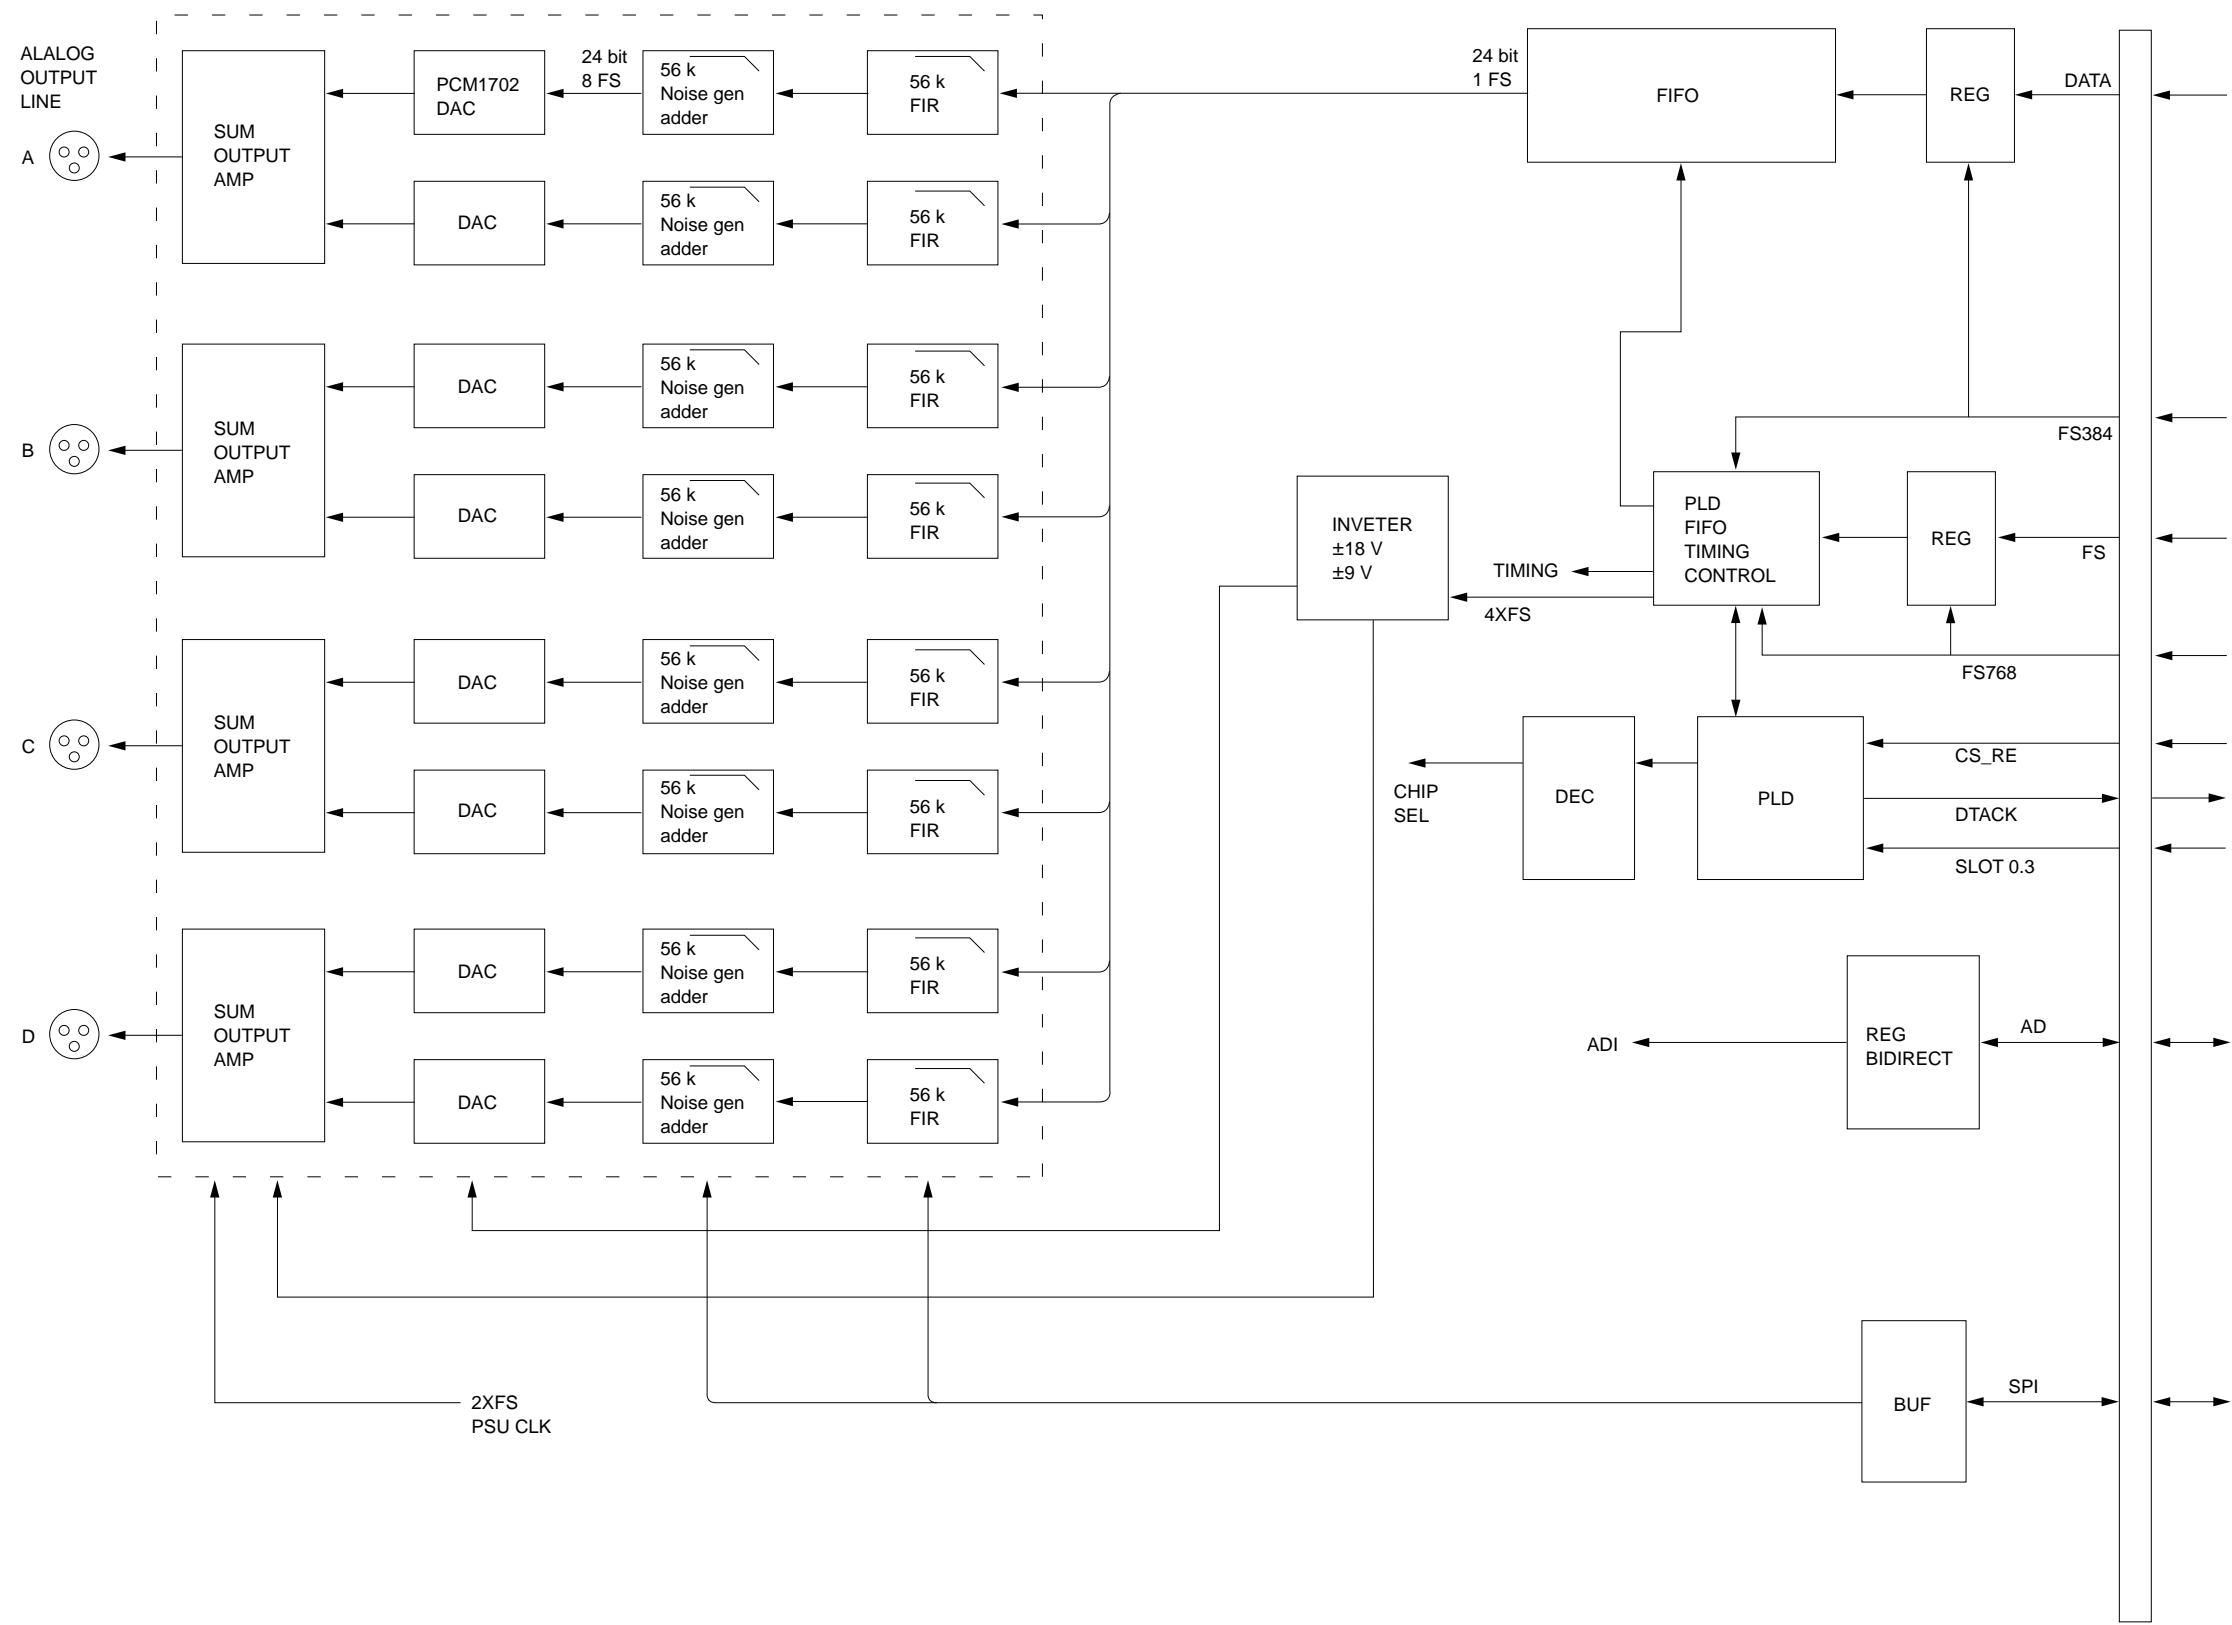 ALALOG
OUTPUT
LINE
A
SUM
OUTPUT
AMP
PCM1702
DAC
24 bit
8 FS
56 k
Noise gen
adder
56 k
FIR
24 bit
1 FS
FIFO
REG
DATA
DAC
56 k
Noise gen
adder
56 k
FIR
B
SUM
OUTPUT
AMP
DAC
56 k
Noise gen
adder
56 k
FIR
DAC
56 k
Noise gen
adder
56 k
FIR
FS384
INVETER
±18 V
±9 V
TIMING
4XFS
PLD
FIFO
TIMING
CONTROL
REG
FS
FS768
C
SUM
OUTPUT
AMP
DAC
56 k
Noise gen
adder
56 k
FIR
DAC
56 k
Noise gen
adder
56 k
FIR
CHIP
SEL
DEC
PLD
CS_RE
DTACK
SLOT 0.3
D
SUM
OUTPUT
AMP
DAC
56 k
Noise gen
adder
56 k
FIR
DAC
56 k
Noise gen
adder
56 k
FIR
ADI
REG
BIDIRECT
AD
2XFS
PSU CLK
BUF
SPI